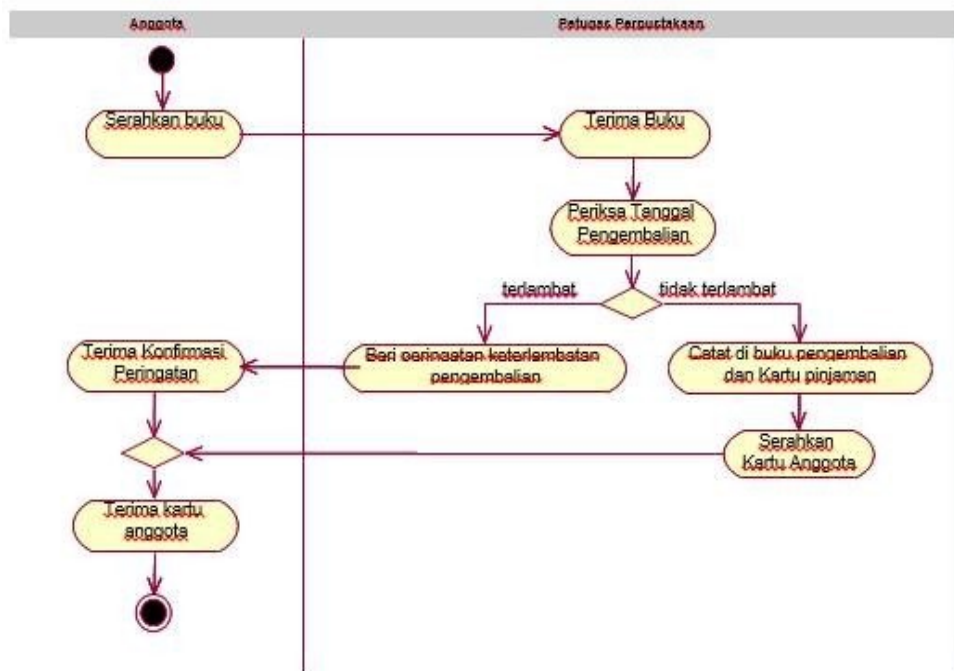 Anggota
Petugas Perpustakaan
Serahkan buku
Terima Buku
Periksa Tanggal
Pengembalian
terlambat
tidak terlambat
Terima Konfirmasi
Peringatan
Beri peringatan keterlambatan
pengembalian
Catat di buku pengembalian
dan Kartu pinjaman
Serahkan
Kartu Anggota
Terima kartu
anggota